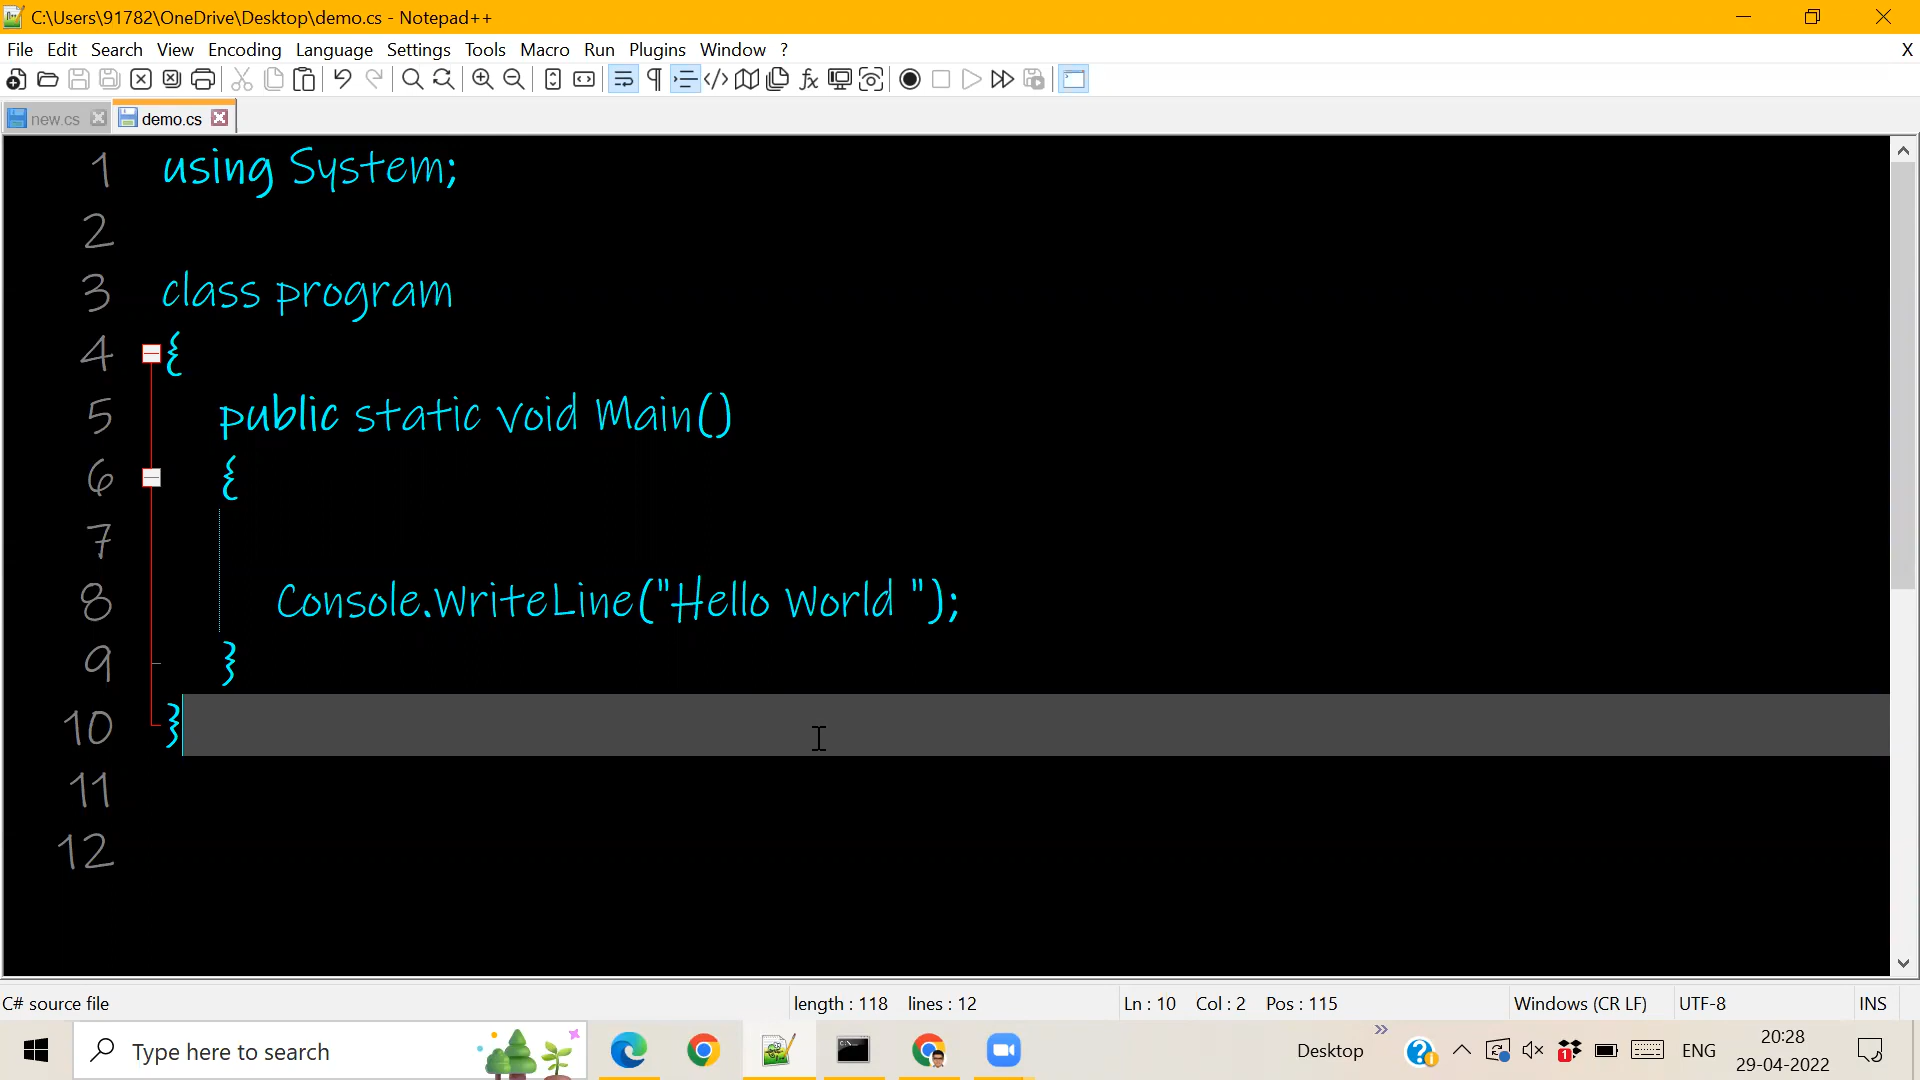 C:\Users\91782\OneDrive\Desktop\demo.cs - Notepad++
File Edit Search View Encoding Language Settings Tools Macro Run Plugins Window ? X
new.cs demo.cs
1 using System;
2
3 class program
4 {
5 public static void Main()
6 {
7
8 Console.WriteLine("Hello World ");
9 }
10 }
11
12
C# source file length : 118 lines : 12 Ln : 10 Col : 2 Pos : 115 Windows (CR LF) UTF-8 INS
Type here to search Desktop ENG 20:28
29-04-2022